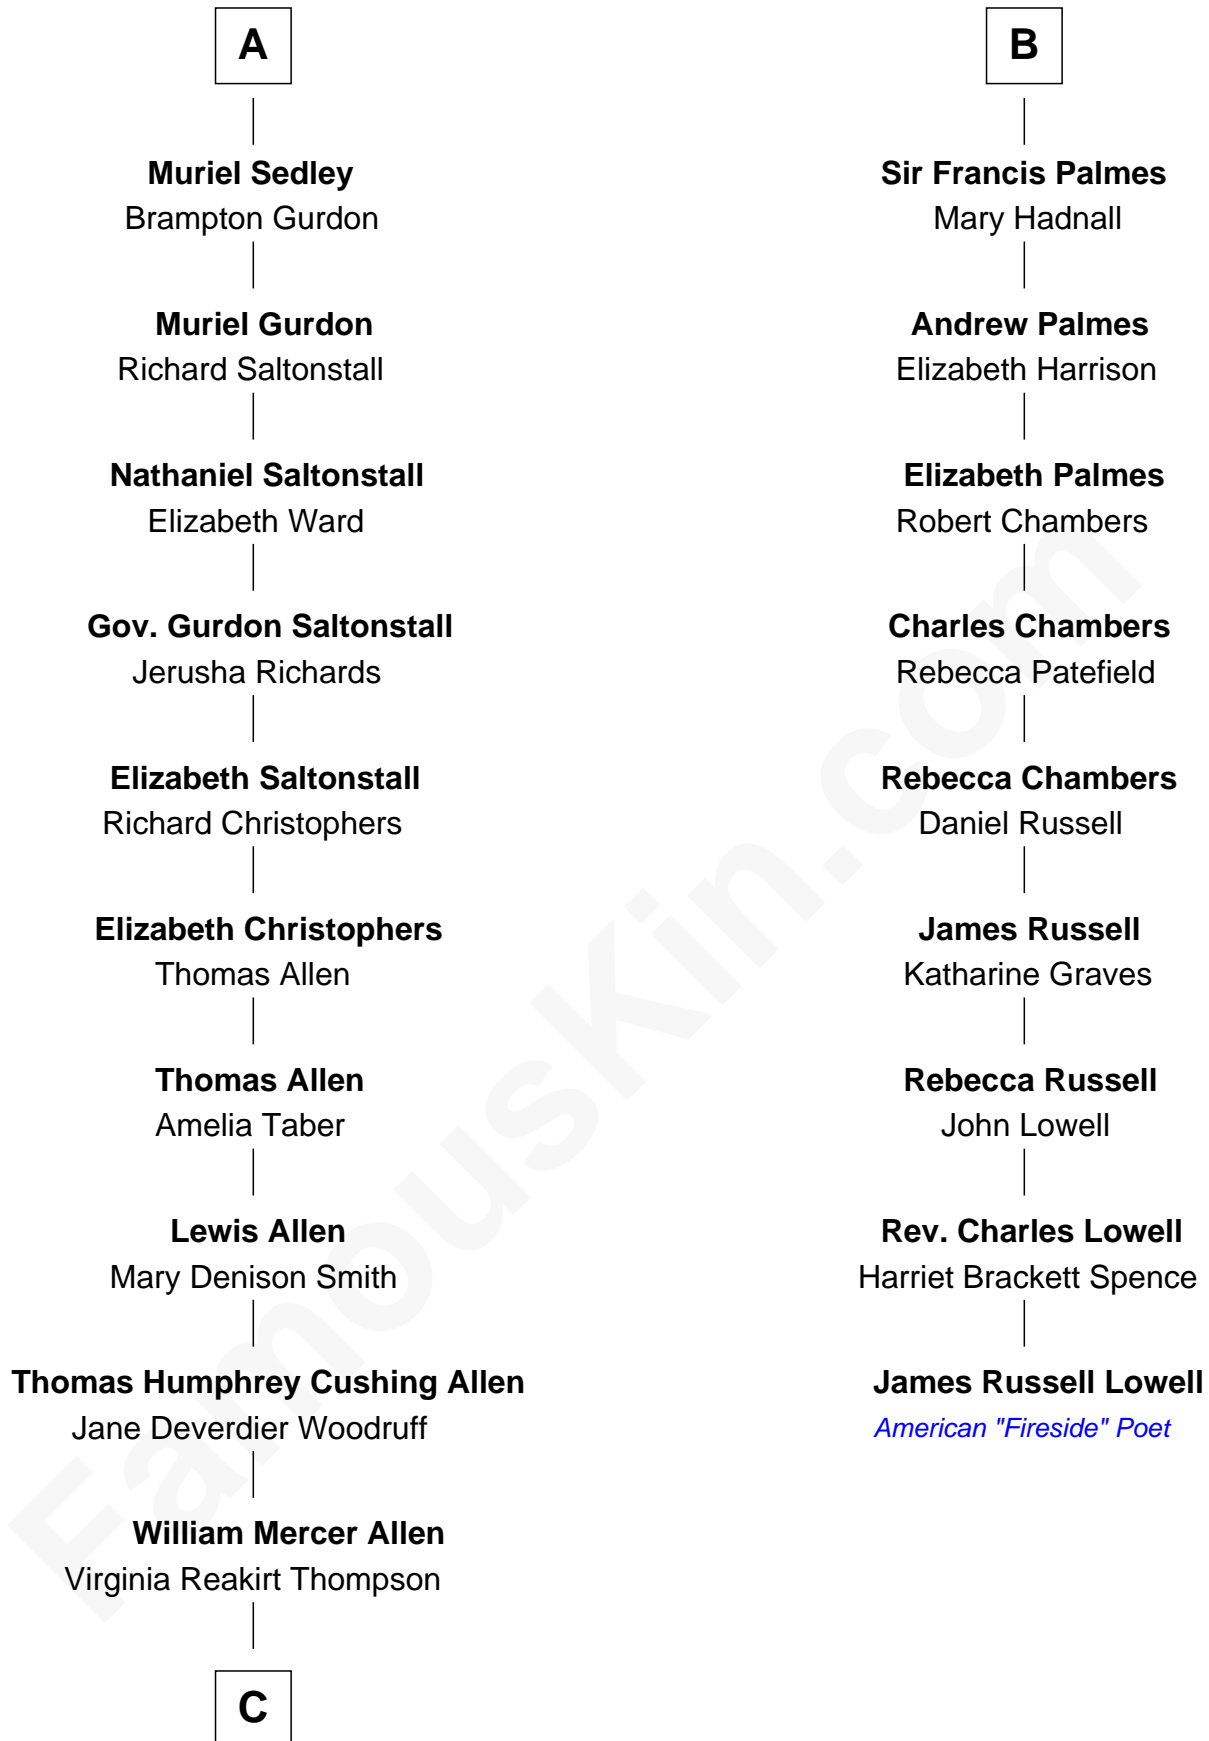 A
Muriel Sedley
Brampton Gurdon
Muriel Gurdon
Richard Saltonstall
Nathaniel Saltonstall
Elizabeth Ward
Gov. Gurdon Saltonstall
Jerusha Richards
Elizabeth Saltonstall
Richard Christophers
Elizabeth Christophers
Thomas Allen
Thomas Allen
Amelia Taber
Lewis Allen
Mary Denison Smith
Thomas Humphrey Cushing Allen
Jane Deverdier Woodruff
William Mercer Allen
Virginia Reakirt Thompson
C
B
Sir Francis Palmes
Mary Hadnall
Andrew Palmes
Elizabeth Harrison
Elizabeth Palmes
Robert Chambers
Charles Chambers
Rebecca Patefield
Rebecca Chambers
Daniel Russell
James Russell
Katharine Graves
Rebecca Russell
John Lowell
Rev. Charles Lowell
Harriet Brackett Spence
James Russell Lowell
American "Fireside" Poet
FamousKin.com